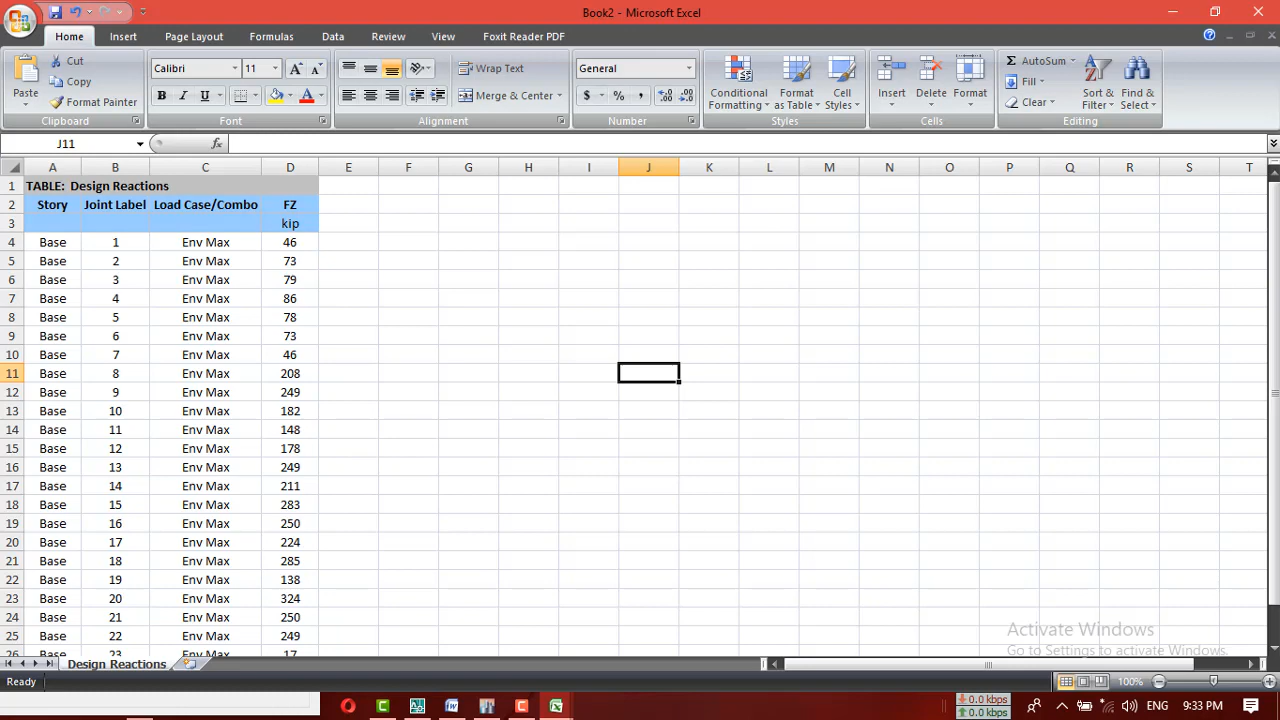 Book2 - Microsoft Excel
Home Insert Page Layout Formulas Data Review View Foxit Reader PDF
Paste Cut Copy Format Painter Clipboard
Calibri 11 B I U Font
Wrap Text Merge & Center Alignment
General $ % , Number
Conditional Formatting Format as Table Cell Styles Styles
Insert Delete Format Cells
Σ AutoSum Fill Clear Sort & Filter Find & Select Editing
J11 fx
A B C D E F G H I J K L M N O P Q R S T
1 TABLE: Design Reactions
2 Story Joint Label Load Case/Combo FZ
3 kip
4 Base 1 Env Max 46
5 Base 2 Env Max 73
6 Base 3 Env Max 79
7 Base 4 Env Max 86
8 Base 5 Env Max 78
9 Base 6 Env Max 73
10 Base 7 Env Max 46
11 Base 8 Env Max 208
12 Base 9 Env Max 249
13 Base 10 Env Max 182
14 Base 11 Env Max 148
15 Base 12 Env Max 178
16 Base 13 Env Max 249
17 Base 14 Env Max 211
18 Base 15 Env Max 283
19 Base 16 Env Max 250
20 Base 17 Env Max 224
21 Base 18 Env Max 285
22 Base 19 Env Max 138
23 Base 20 Env Max 324
24 Base 21 Env Max 250
25 Base 22 Env Max 249
26 Base 23 Env Max 17
Activate Windows
Go to Settings to activate Windows.
Design Reactions
Ready 100%
0.0 kbps
0.0 kbps
ENG 9:33 PM